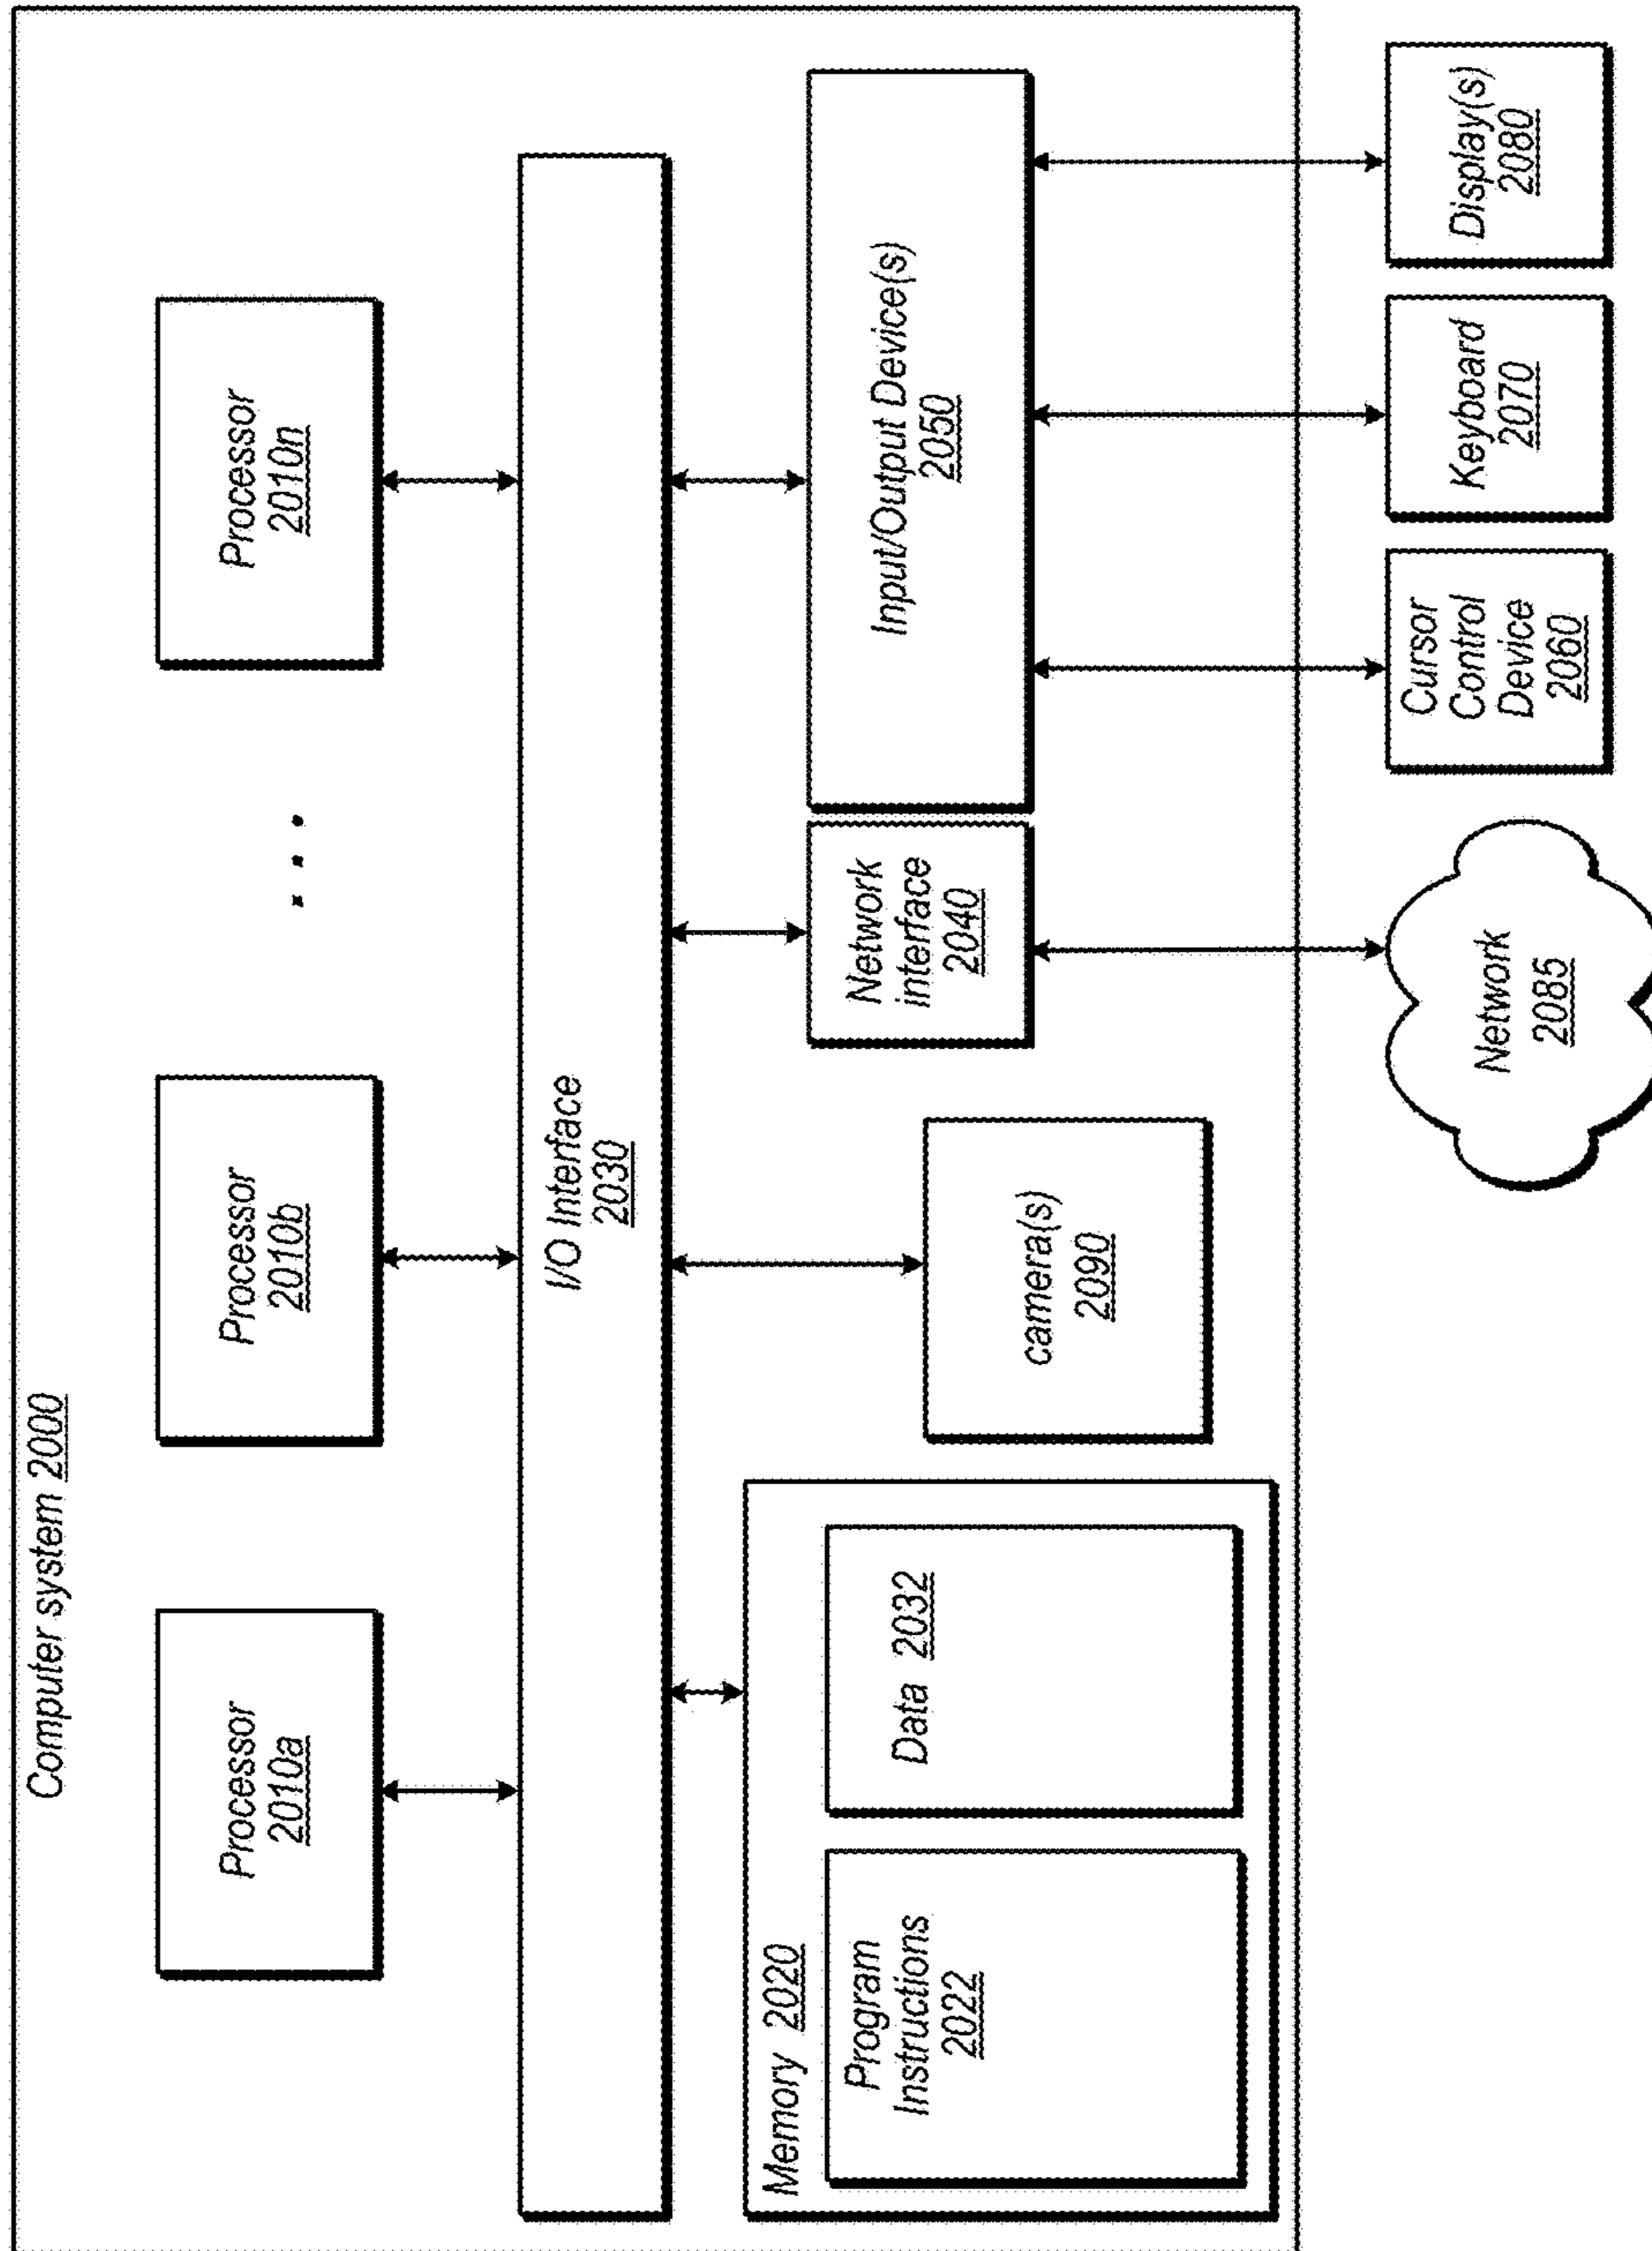 Computer system 2000
Processor
2010a
Processor
2010b
. . .
Processor
2010n
I/O Interface
2030
Memory 2020
Program
Instructions
2022
Data 2032
camera(s)
2090
Network
interface
2040
Input/Output Device(s)
2050
Network
2085
Cursor
Control
Device
2060
Keyboard
2070
Display(s)
2080